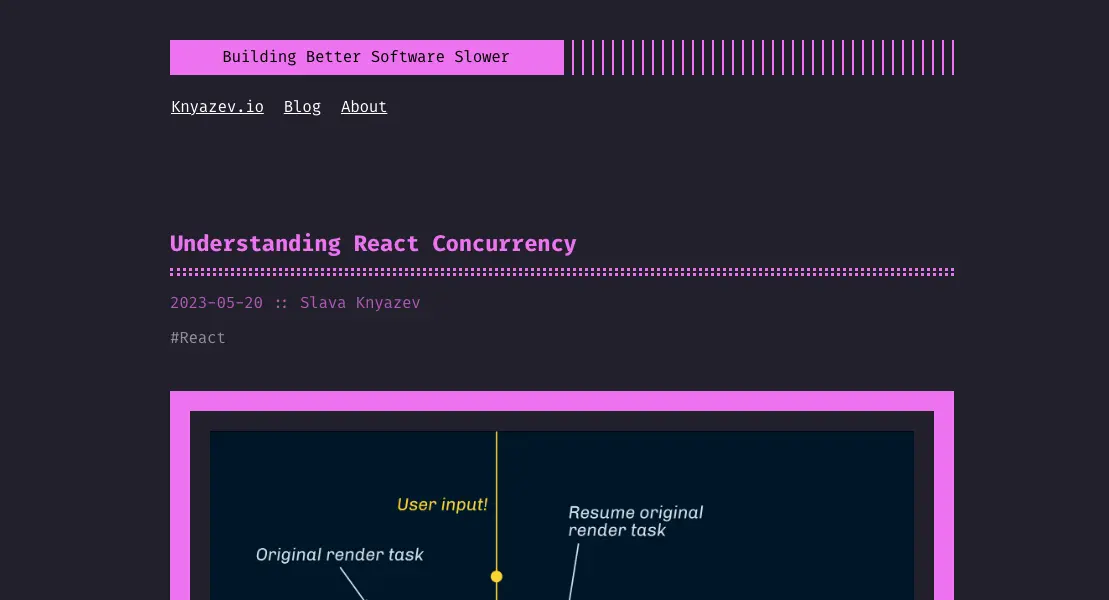 Building Better Software Slower
Knyazev.io Blog About
Understanding React Concurrency
2023-05-20 :: Slava Knyazev
#React
User input!
Resume original
render task
Original render task